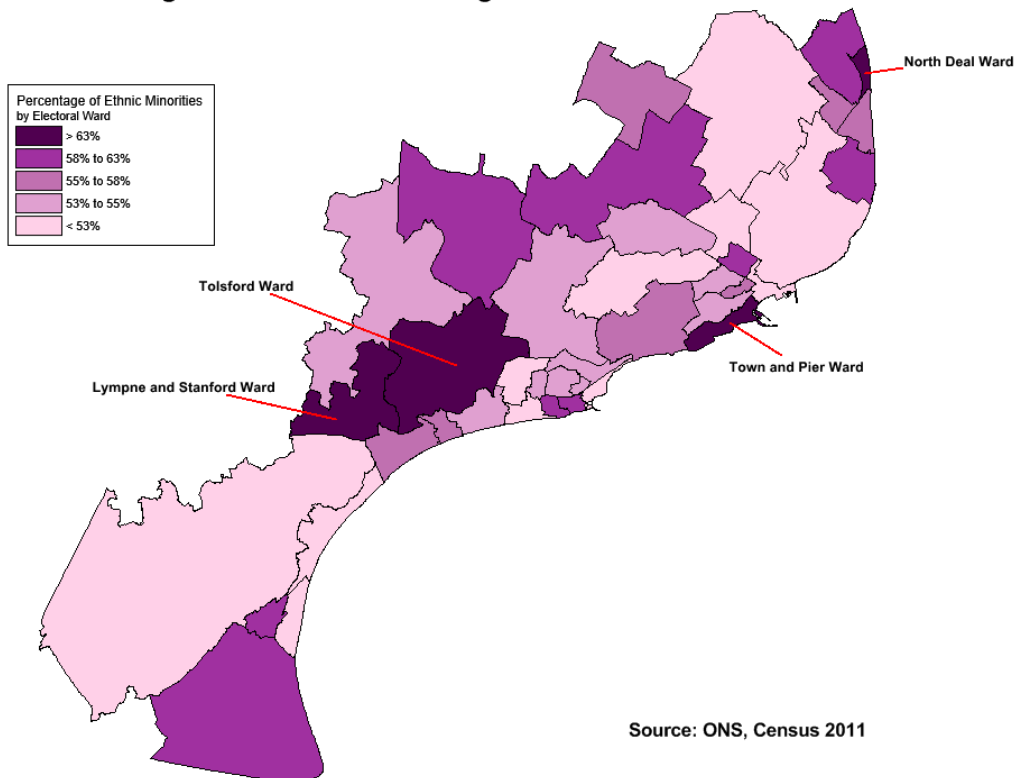 North Deal Ward
Percentage of Ethnic Minorities
by Electoral Ward
> 63%
58% to 63%
55% to 58%
53% to 55%
< 53%
Tolsford Ward
Town and Pier Ward
Lympne and Stanford Ward
Source: ONS, Census 2011